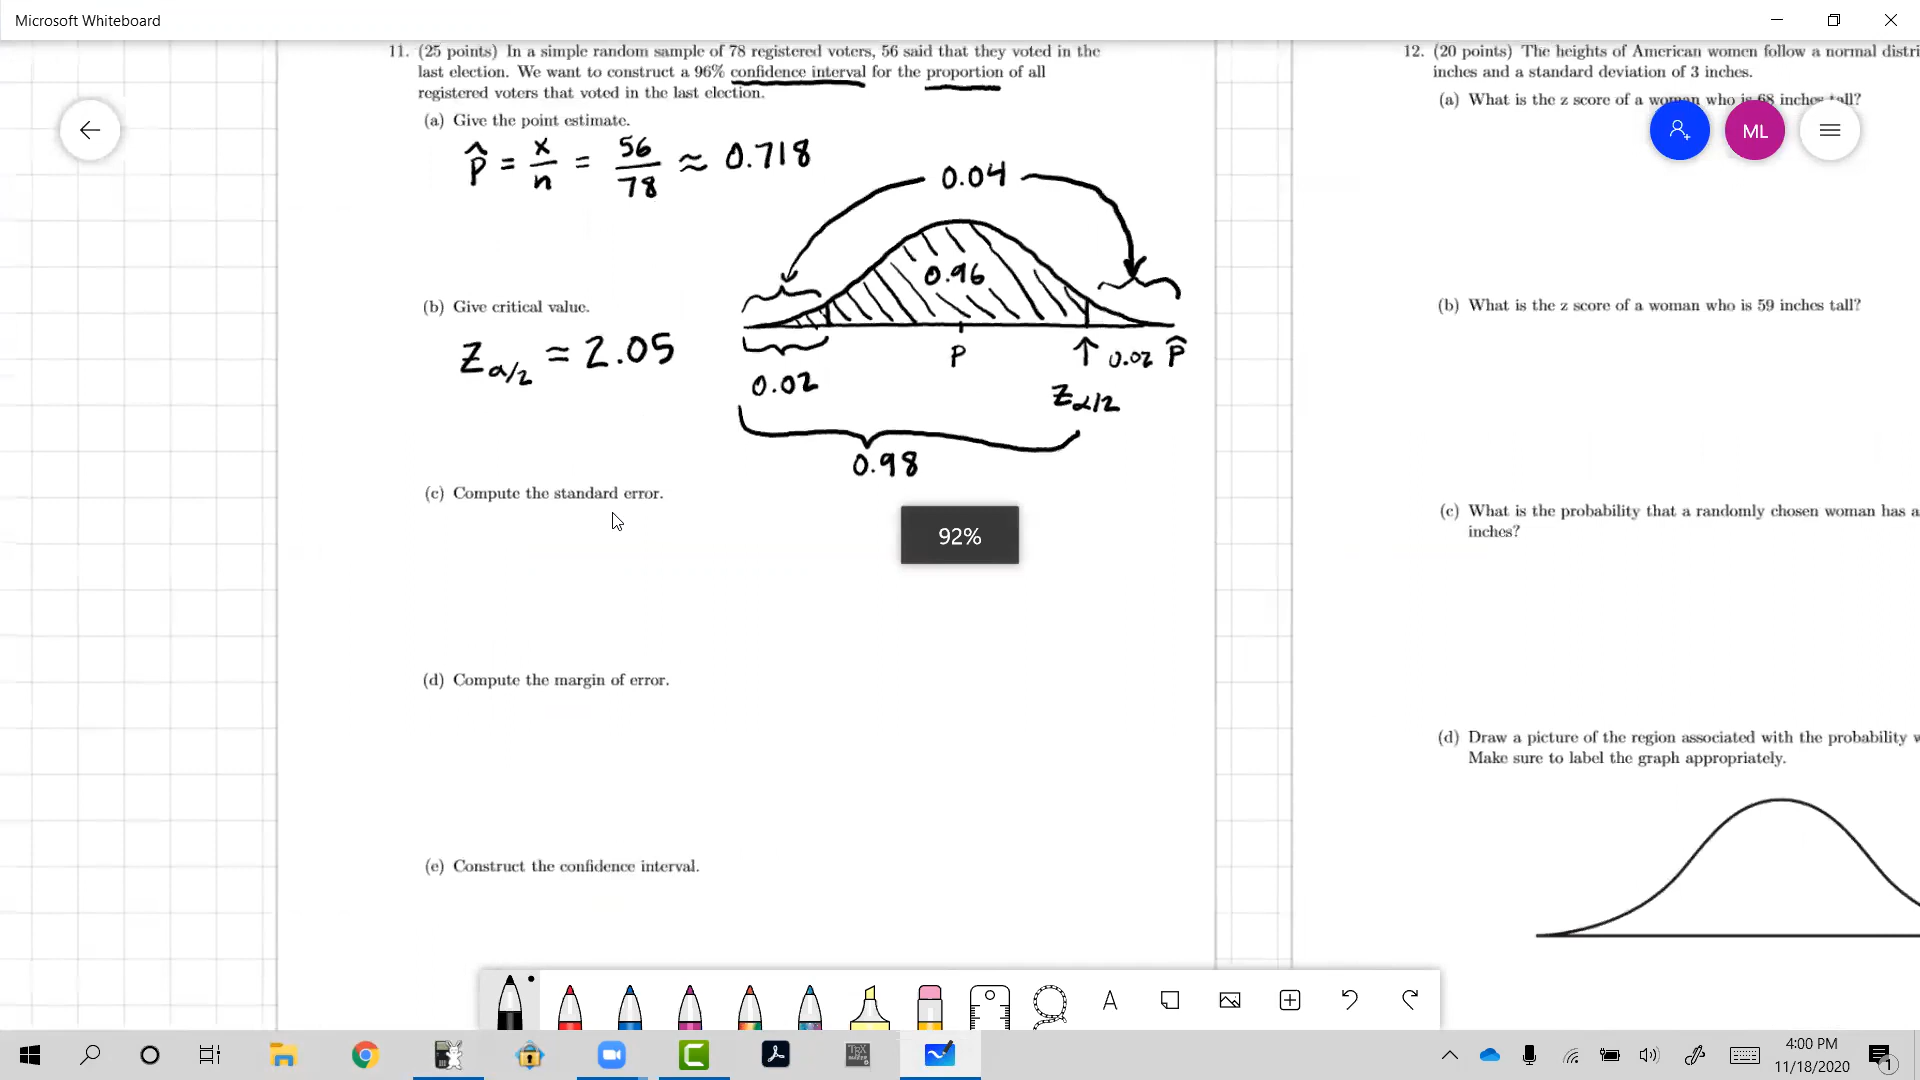 Microsoft Whiteboard
11. (25 points) In a simple random sample of 78 registered voters, 56 said that they voted in the
last election. We want to construct a 96% confidence interval for the proportion of all
registered voters that voted in the last election.
(a) Give the point estimate.
p̂ = x/n = 56/78 ≈ 0.718
0.04
0.96
(b) Give critical value.
Z α/2 = 2.05
P
0.02 p̂
0.02
Z α/2
0.98
(c) Compute the standard error.
92%
(d) Compute the margin of error.
(e) Construct the confidence interval.
12. (20 points) The heights of American women follow a normal distri
inches and a standard deviation of 3 inches.
(a) What is the z score of a woman who is 68 inches tall?
ML
(b) What is the z score of a woman who is 59 inches tall?
(c) What is the probability that a randomly chosen woman has a
inches?
(d) Draw a picture of the region associated with the probability w
Make sure to label the graph appropriately.
A
4:00 PM
11/18/2020
1